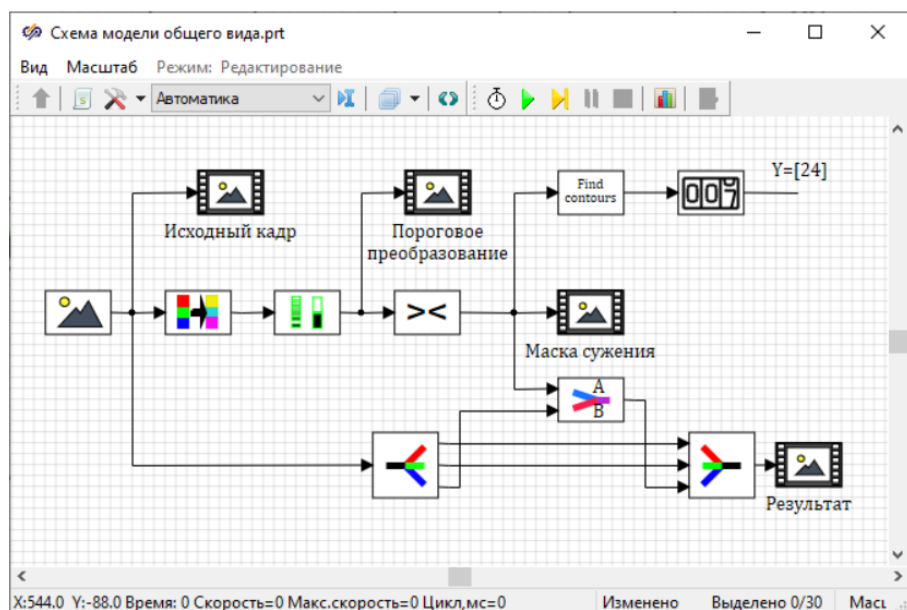 Схема модели общего вида.prt
Вид Масштаб Режим: Редактирование
Автоматика
Исходный кадр
Пороговое
преобразование
Find
contours
Y=[24]
><
Маска сужения
A
B
Результат
X:544.0 Y:-88.0 Время: 0 Скорость=0 Макс.скорость=0 Цикл,мс=0 Изменено Выделено 0/30